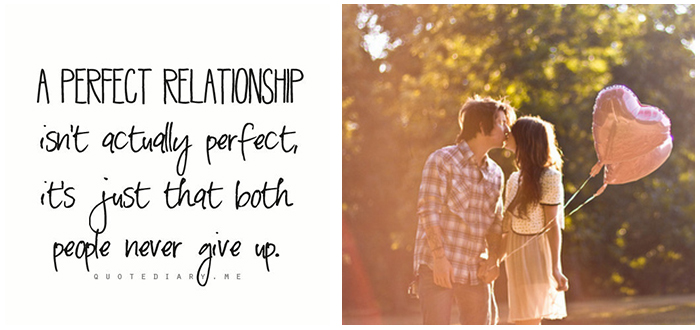 A PERFECT RELATIONSHIP
isn't actually perfect,
it's just that both
people never give up.
QUOTEDIARY.ME